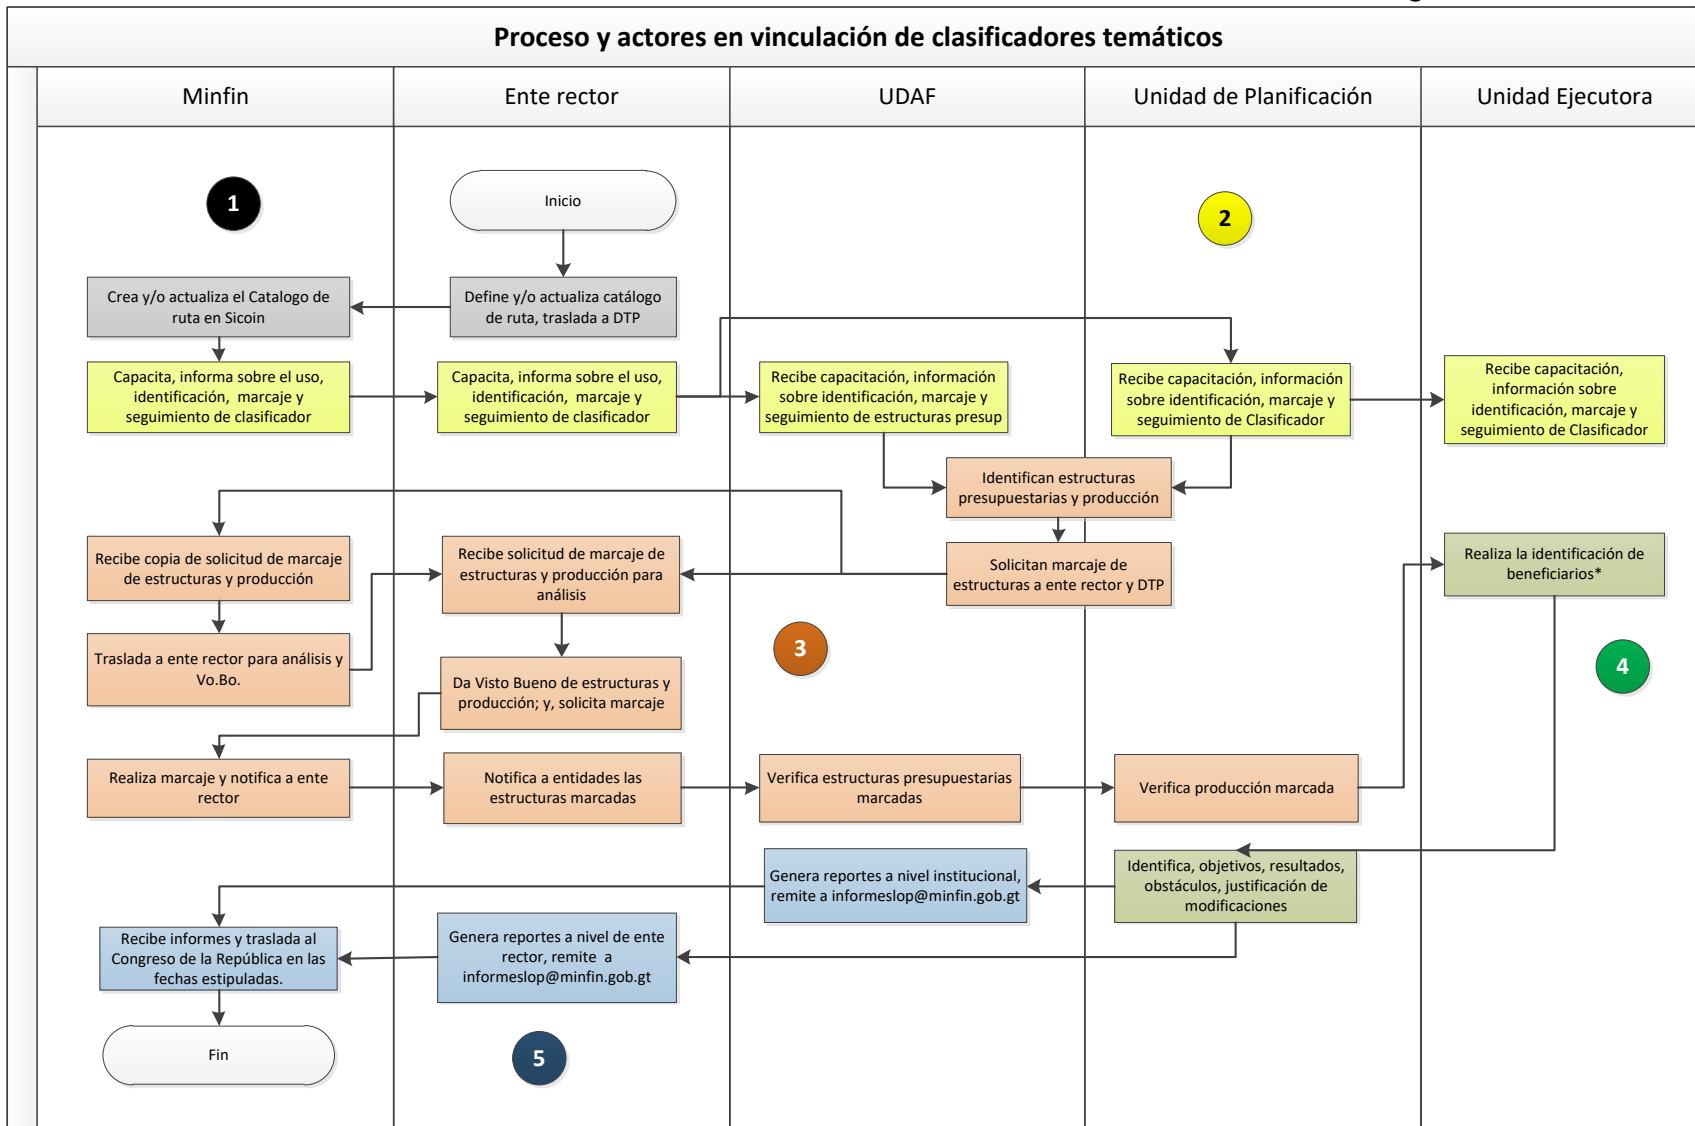 Proceso y actores en vinculación de clasificadores temáticos
Minfin
Ente rector
UDAF
Unidad de Planificación
Unidad Ejecutora
1
Inicio
2
Crea y/o actualiza el Catalogo de
ruta en Sicoin
Define y/o actualiza catálogo
de ruta, traslada a DTP
Capacita, informa sobre el uso,
identificación, marcaje y
seguimiento de clasificador
Capacita, informa sobre el uso,
identificación, marcaje y
seguimiento de clasificador
Recibe capacitación, información
sobre identificación, marcaje y
seguimiento de estructuras presup
Recibe capacitación, información
sobre identificación, marcaje y
seguimiento de Clasificador
Recibe capacitación,
información sobre
identificación, marcaje y
seguimiento de Clasificador
Identifican estructuras
presupuestarias y producción
Recibe copia de solicitud de marcaje
de estructuras y producción
Recibe solicitud de marcaje de
estructuras y producción para
análisis
Solicitan marcaje de
estructuras a ente rector y DTP
Realiza la identificación de
beneficiarios*
Traslada a ente rector para análisis y
Vo.Bo.
Da Visto Bueno de estructuras y
producción; y, solicita marcaje
3
4
Realiza marcaje y notifica a ente
rector
Notifica a entidades las
estructuras marcadas
Verifica estructuras presupuestarias
marcadas
Verifica producción marcada
Genera reportes a nivel institucional,
remite a informeslop@minfin.gob.gt
Identifica, objetivos, resultados,
obstáculos, justificación de
modificaciones
Recibe informes y traslada al
Congreso de la República en las
fechas estipuladas.
Genera reportes a nivel de ente
rector, remite a
informeslop@minfin.gob.gt
Fin
5